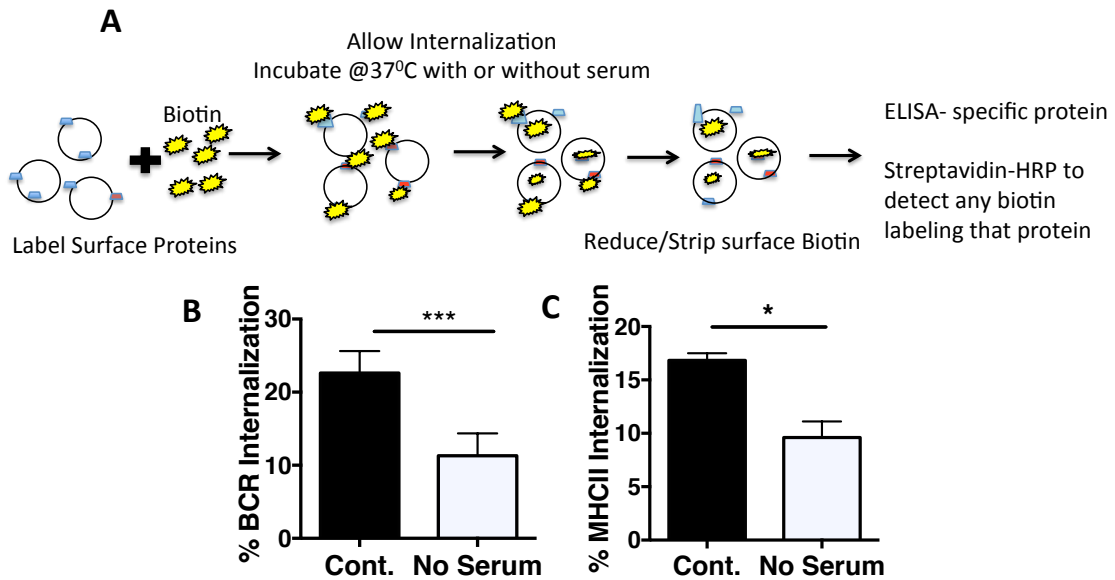 A
Allow Internalization
Incubate @37⁰C with or without serum
Biotin
Label Surface Proteins
Reduce/Strip surface Biotin
ELISA- specific protein
Streptavidin-HRP to
detect any biotin
labeling that protein
B
% BCR Internalization
30
20
10
0
***
Cont.
No Serum
C
% MHCII Internalization
20
15
10
5
0
*
Cont.
No Serum